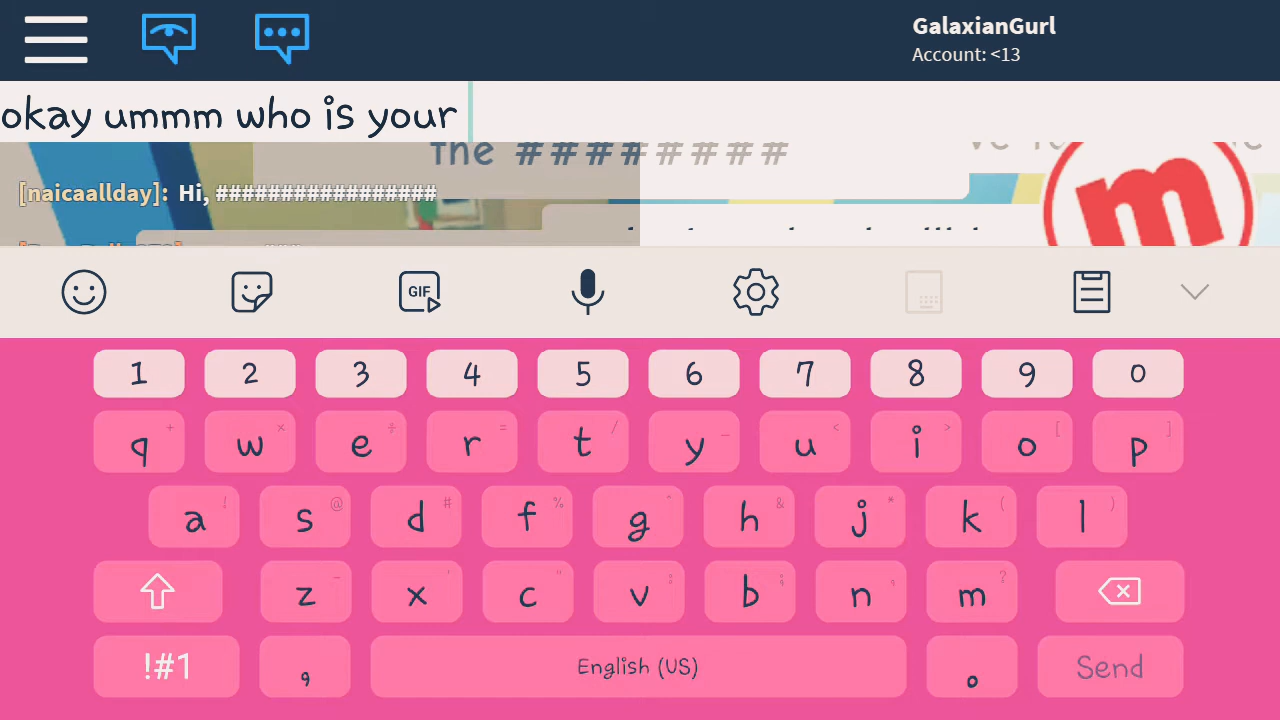 GalaxianGurl
Account: <13
okay ummm who is your
the ########
[naicaallday]: Hi, #################
m
GIF
1 2 3 4 5 6 7 8 9 0
q + w × e ÷ r = t / y _ u < i > o [ p ]
a ! s @ d # f % g ^ h & j * k ( l )
z - x ' c " v : b ; n , m ?
!#1 , English (US) . Send